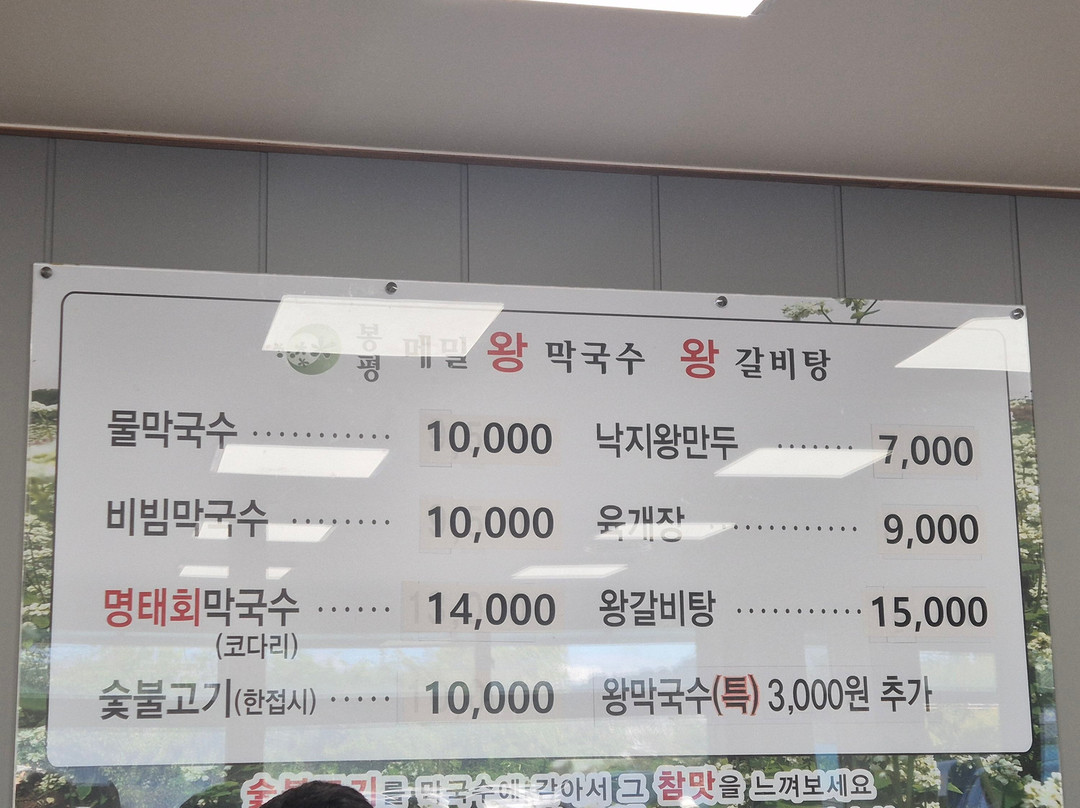 봉평 메밀 왕 막국수 왕 갈비탕
물막국수 ........... 10,000
비빔막국수 ......... 10,000
명태회막국수 ...... 14,000
(코다리)
숯불고기(한접시) ..... 10,000
낙지왕만두 ....... 7,000
육개장 ............ 9,000
왕갈비탕 ........... 15,000
왕막국수(특) 3,000원 추가
를 막국수에 같아서 그 참맛을 느껴보세요